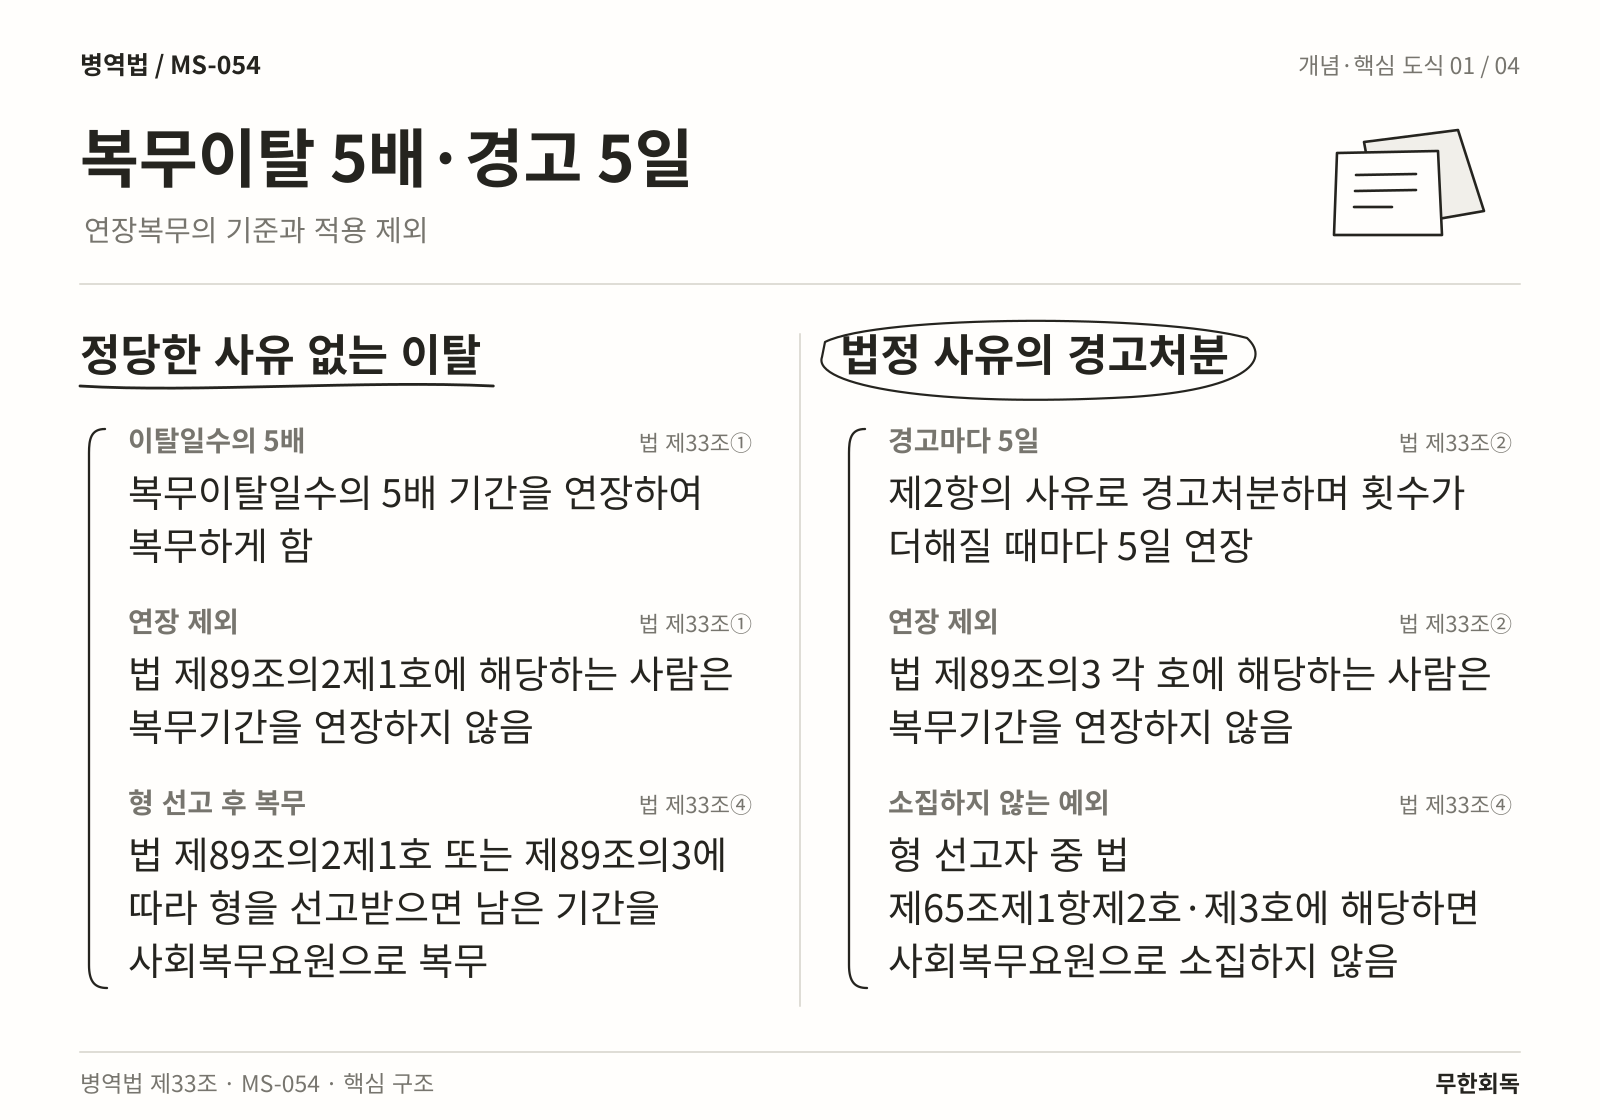 병역법 / MS-054
개념·핵심 도식 01 / 04
복무이탈 5배·경고 5일
연장복무의 기준과 적용 제외
정당한 사유 없는 이탈
이탈일수의 5배 법 제33조①
복무이탈일수의 5배 기간을 연장하여
복무하게 함
연장 제외 법 제33조①
법 제89조의2제1호에 해당하는 사람은
복무기간을 연장하지 않음
형 선고 후 복무 법 제33조④
법 제89조의2제1호 또는 제89조의3에
따라 형을 선고받으면 남은 기간을
사회복무요원으로 복무
법정 사유의 경고처분
경고마다 5일 법 제33조②
제2항의 사유로 경고처분하며 횟수가
더해질 때마다 5일 연장
연장 제외 법 제33조②
법 제89조의3 각 호에 해당하는 사람은
복무기간을 연장하지 않음
소집하지 않는 예외 법 제33조④
형 선고자 중 법
제65조제1항제2호·제3호에 해당하면
사회복무요원으로 소집하지 않음
병역법 제33조 · MS-054 · 핵심 구조
무한회독